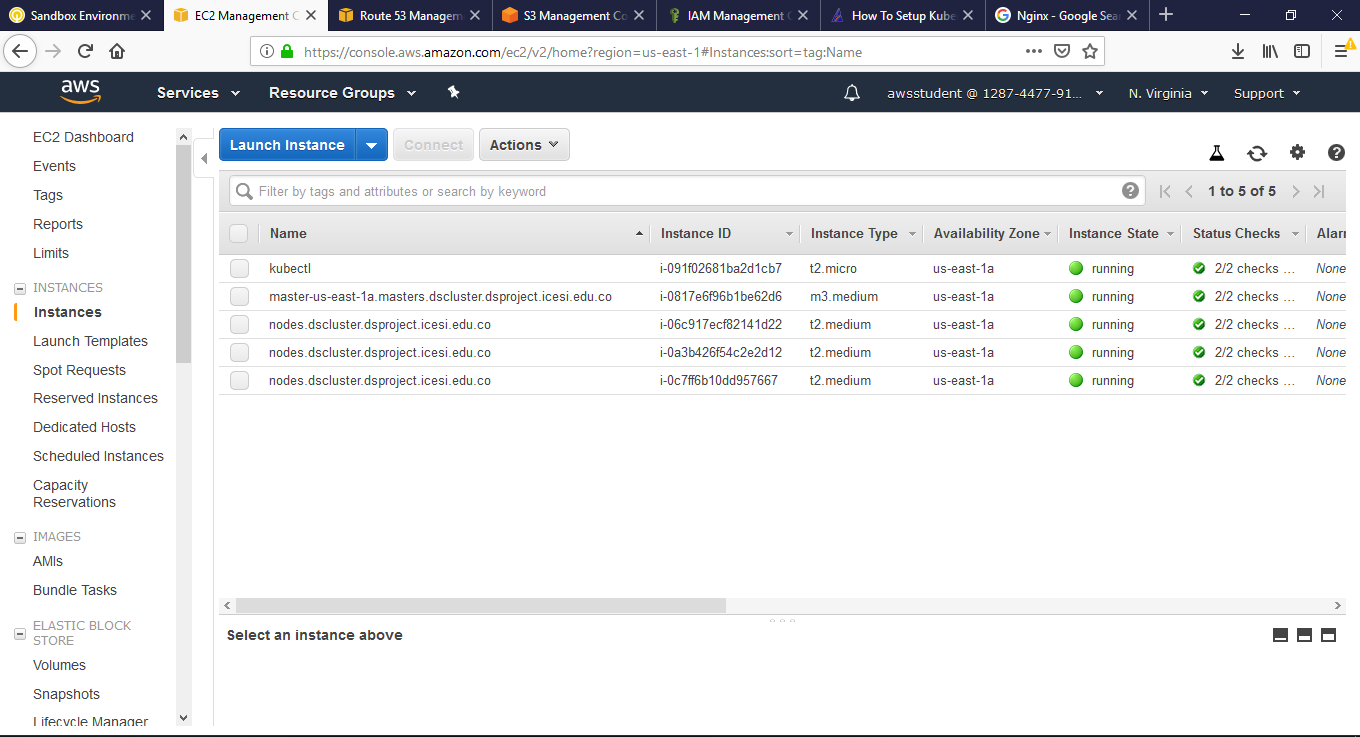 Sandbox Environme
EC2 Management C
Route 53 Managem
S3 Management Co
IAM Management C
How To Setup Kube
Nginx - Google Sea
https://console.aws.amazon.com/ec2/v2/home?region=us-east-1#Instances:sort=tag:Name
aws
Services
Resource Groups
awsstudent @ 1287-4477-91...
N. Virginia
Support
EC2 Dashboard
Events
Tags
Reports
Limits
INSTANCES
Instances
Launch Templates
Spot Requests
Reserved Instances
Dedicated Hosts
Scheduled Instances
Capacity
Reservations
IMAGES
AMIs
Bundle Tasks
ELASTIC BLOCK
STORE
Volumes
Snapshots
Lifecycle Manager
Launch Instance
Connect
Actions
Filter by tags and attributes or search by keyword
1 to 5 of 5
Name Instance ID Instance Type Availability Zone Instance State Status Checks Alarr
kubectl i-091f02681ba2d1cb7 t2.micro us-east-1a running 2/2 checks ... None
master-us-east-1a.masters.dscluster.dsproject.icesi.edu.co i-0817e6f96b1be62d6 m3.medium us-east-1a running 2/2 checks ... None
nodes.dscluster.dsproject.icesi.edu.co i-06c917ecf82141d22 t2.medium us-east-1a running 2/2 checks ... None
nodes.dscluster.dsproject.icesi.edu.co i-0a3b426f54c2e2d12 t2.medium us-east-1a running 2/2 checks ... None
nodes.dscluster.dsproject.icesi.edu.co i-0c7ff6b10dd957667 t2.medium us-east-1a running 2/2 checks ... None
Select an instance above